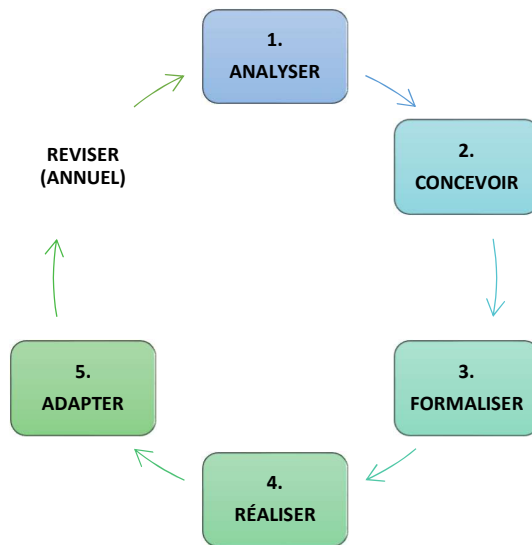 1.
ANALYSER
2.
CONCEVOIR
3.
FORMALISER
4.
RÉALISER
5.
ADAPTER
REVISER
(ANNUEL)